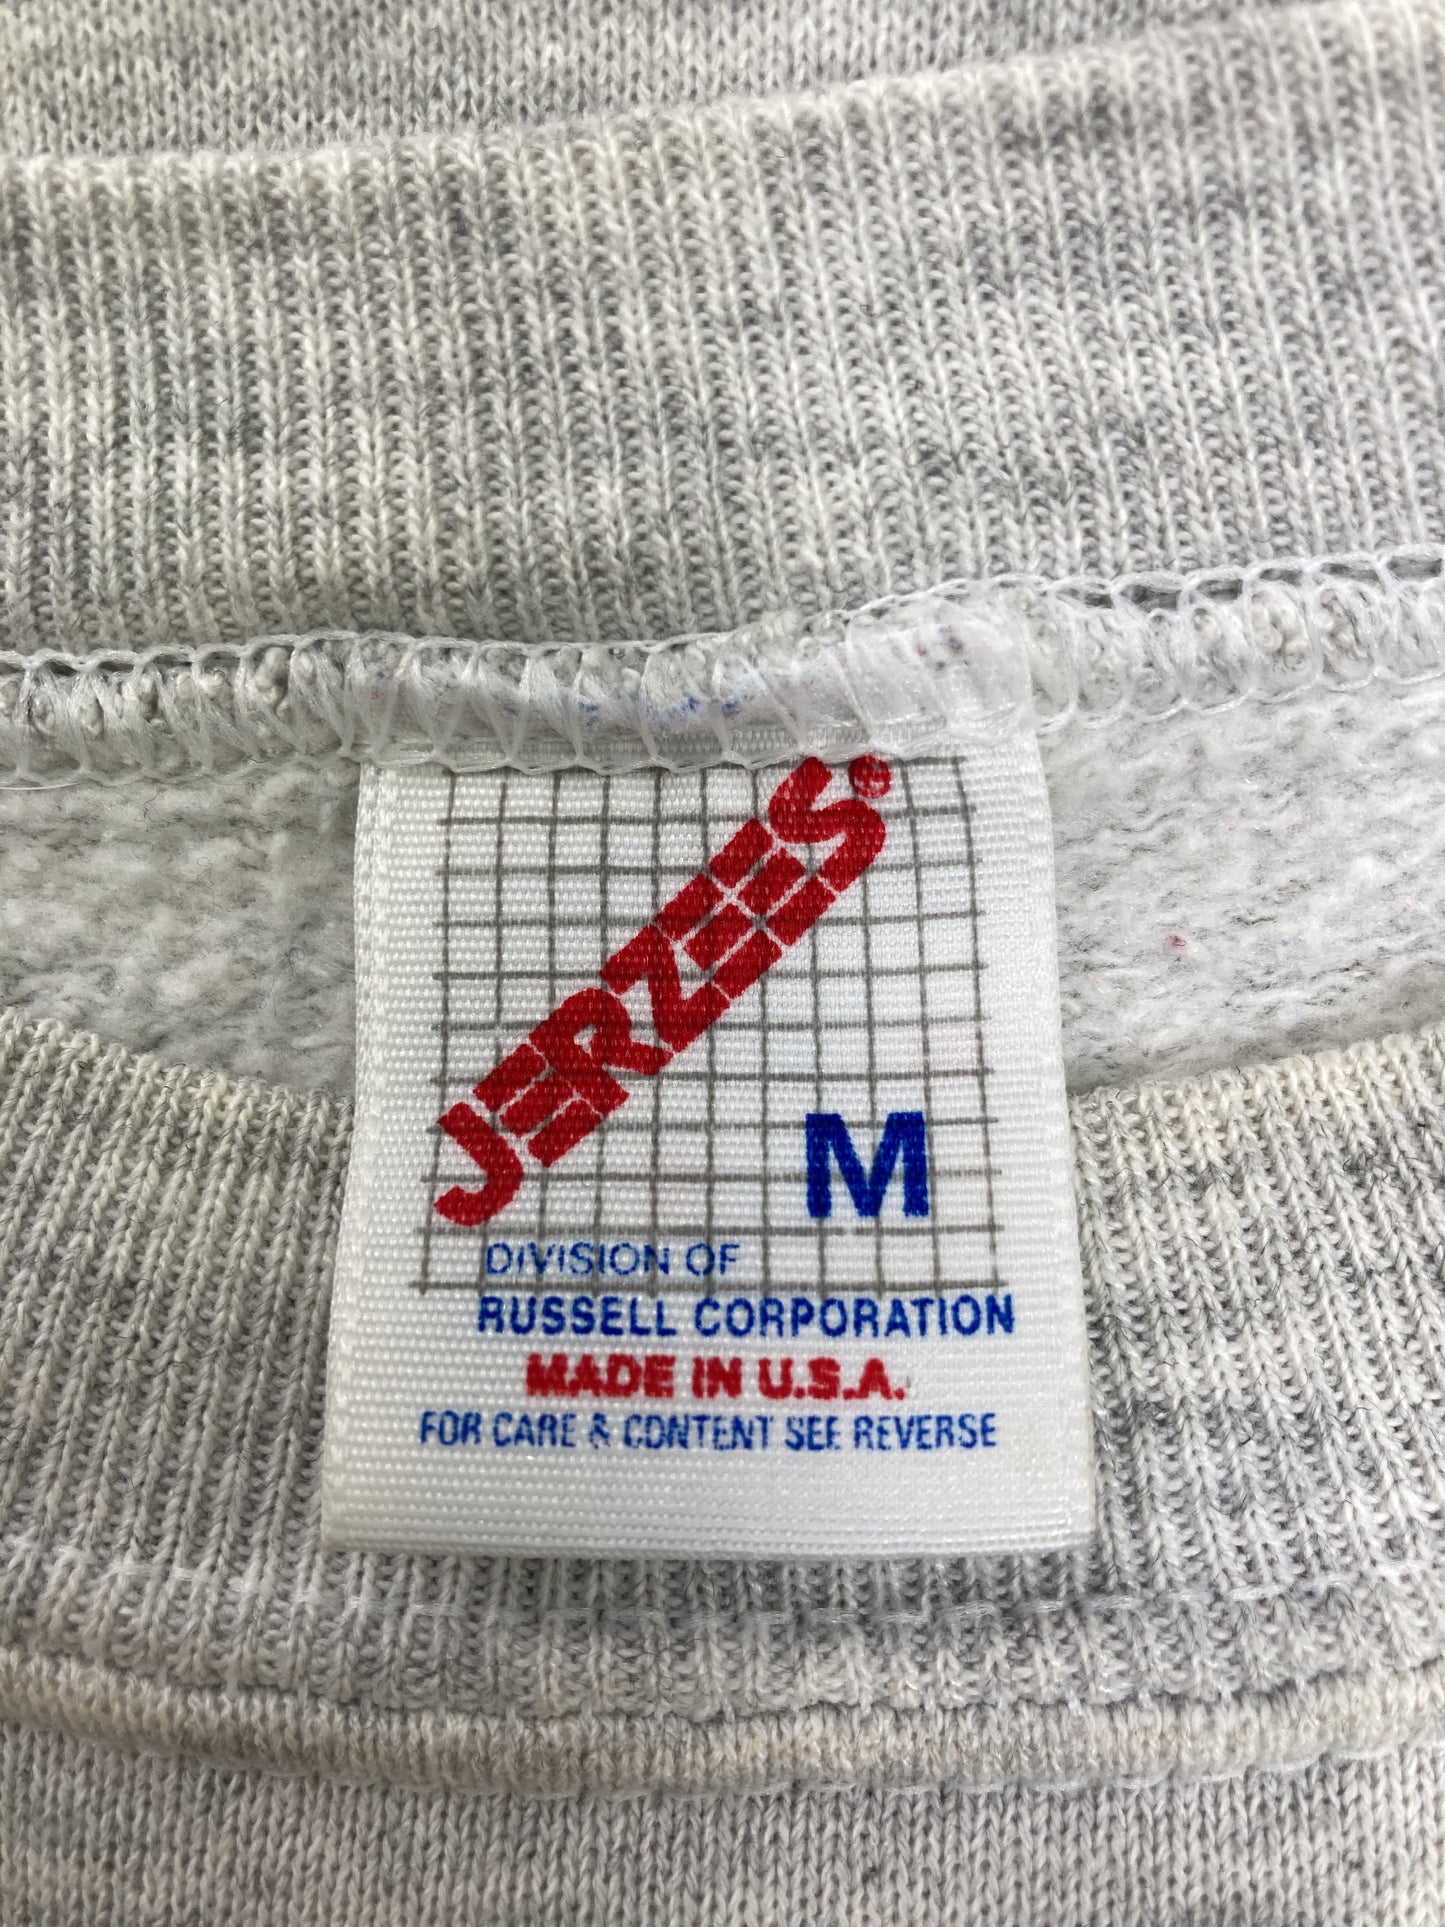 JERZEES®
M
DIVISION OF
RUSSELL CORPORATION
MADE IN U.S.A.
FOR CARE & CONTENT SEE REVERSE